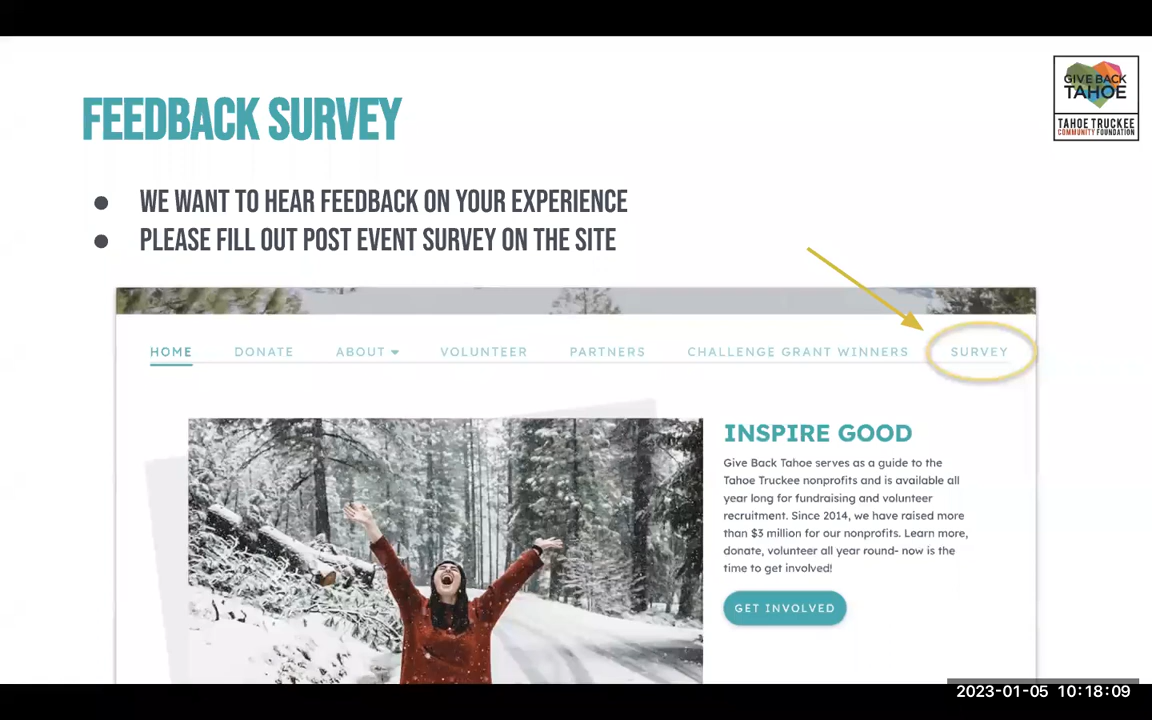 GIVE BACK
TAHOE
TAHOE TRUCKEE
COMMUNITY FOUNDATION
FEEDBACK SURVEY
● WE WANT TO HEAR FEEDBACK ON YOUR EXPERIENCE
● PLEASE FILL OUT POST EVENT SURVEY ON THE SITE
HOME DONATE ABOUT VOLUNTEER PARTNERS CHALLENGE GRANT WINNERS SURVEY
INSPIRE GOOD
Give Back Tahoe serves as a guide to the
Tahoe Truckee nonprofits and is available all
year long for fundraising and volunteer
recruitment. Since 2014, we have raised more
than $3 million for our nonprofits. Learn more,
donate, volunteer all year round- now is the
time to get involved!
GET INVOLVED
2023-01-05 10:18:09